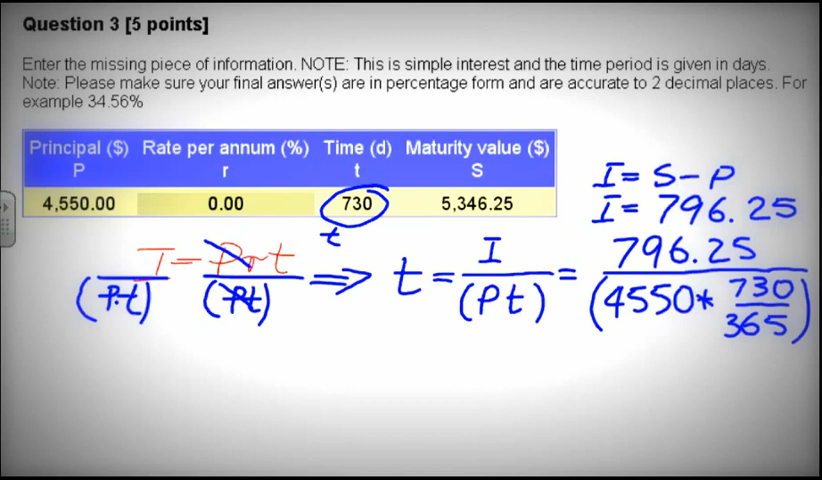 Question 3 [5 points]
Enter the missing piece of information. NOTE: This is simple interest and the time period is given in days.
Note: Please make sure your final answer(s) are in percentage form and are accurate to 2 decimal places. For
example 34.56%
Principal ($) Rate per annum (%) Time (d) Maturity value ($)
P r t S
4,550.00 0.00 730 5,346.25
t
I = S - P
I = 796.25
I = Prt
(P·t) (Pt)
⇒ t = I / (Pt) = 796.25 / (4550 * 730/365)